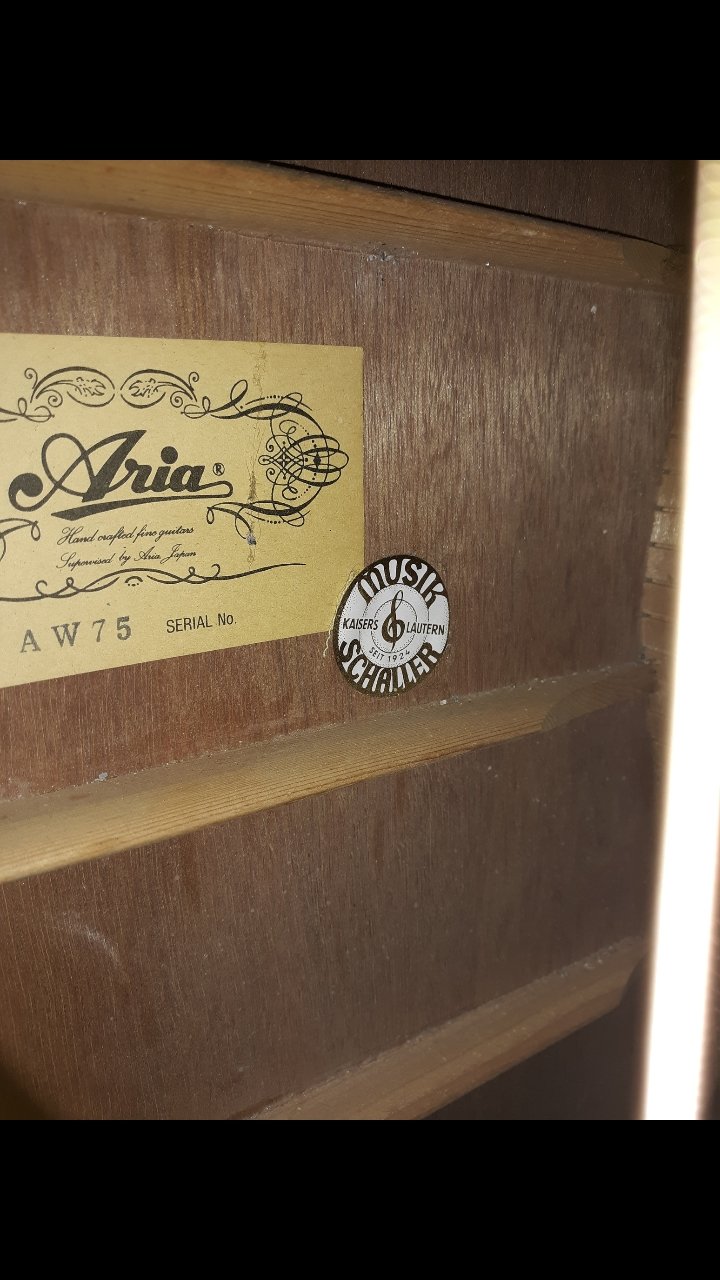 Aria®
Hand crafted fine guitars
Supervised by Aria Japan
AW75 SERIAL No.
MUSIK
KAISERS LAUTERN
SEIT 1924
SCHALLER